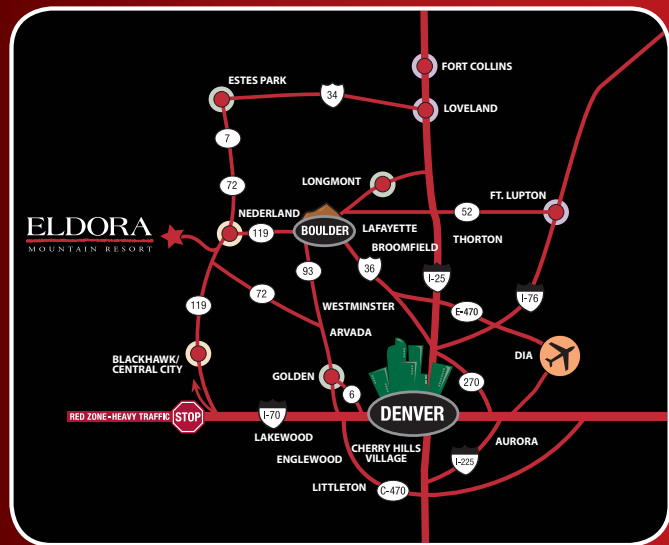 FORT COLLINS
ESTES PARK
34
LOVELAND
7
LONGMONT
72
FT. LUPTON
NEDERLAND
52
ELDORA
MOUNTAIN RESORT
119
BOULDER
LAFAYETTE
THORTON
BROOMFIELD
93
36
I-25
72
I-76
119
WESTMINSTER
E-470
ARVADA
DIA
BLACKHAWK/
CENTRAL CITY
GOLDEN
270
6
RED ZONE-HEAVY TRAFFIC
STOP
I-70
DENVER
LAKEWOOD
AURORA
CHERRY HILLS
VILLAGE
ENGLEWOOD
I-225
LITTLETON
C-470